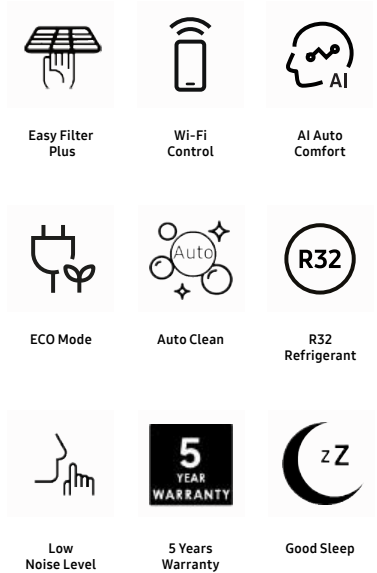 Easy Filter
Plus
Wi-Fi
Control
AI
AI Auto
Comfort
ECO Mode
Auto
Auto Clean
R32
R32
Refrigerant
Low
Noise Level
5
YEAR
WARRANTY
5 Years
Warranty
zZ
Good Sleep